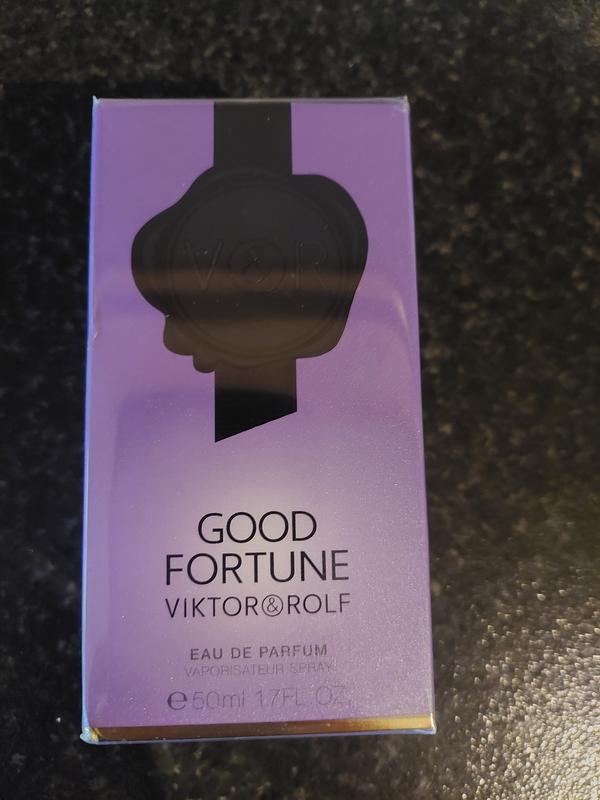 V&R
GOOD
FORTUNE
VIKTOR&ROLF
EAU DE PARFUM
VAPORISATEUR SPRAY
℮50ml 1.7FL.OZ.